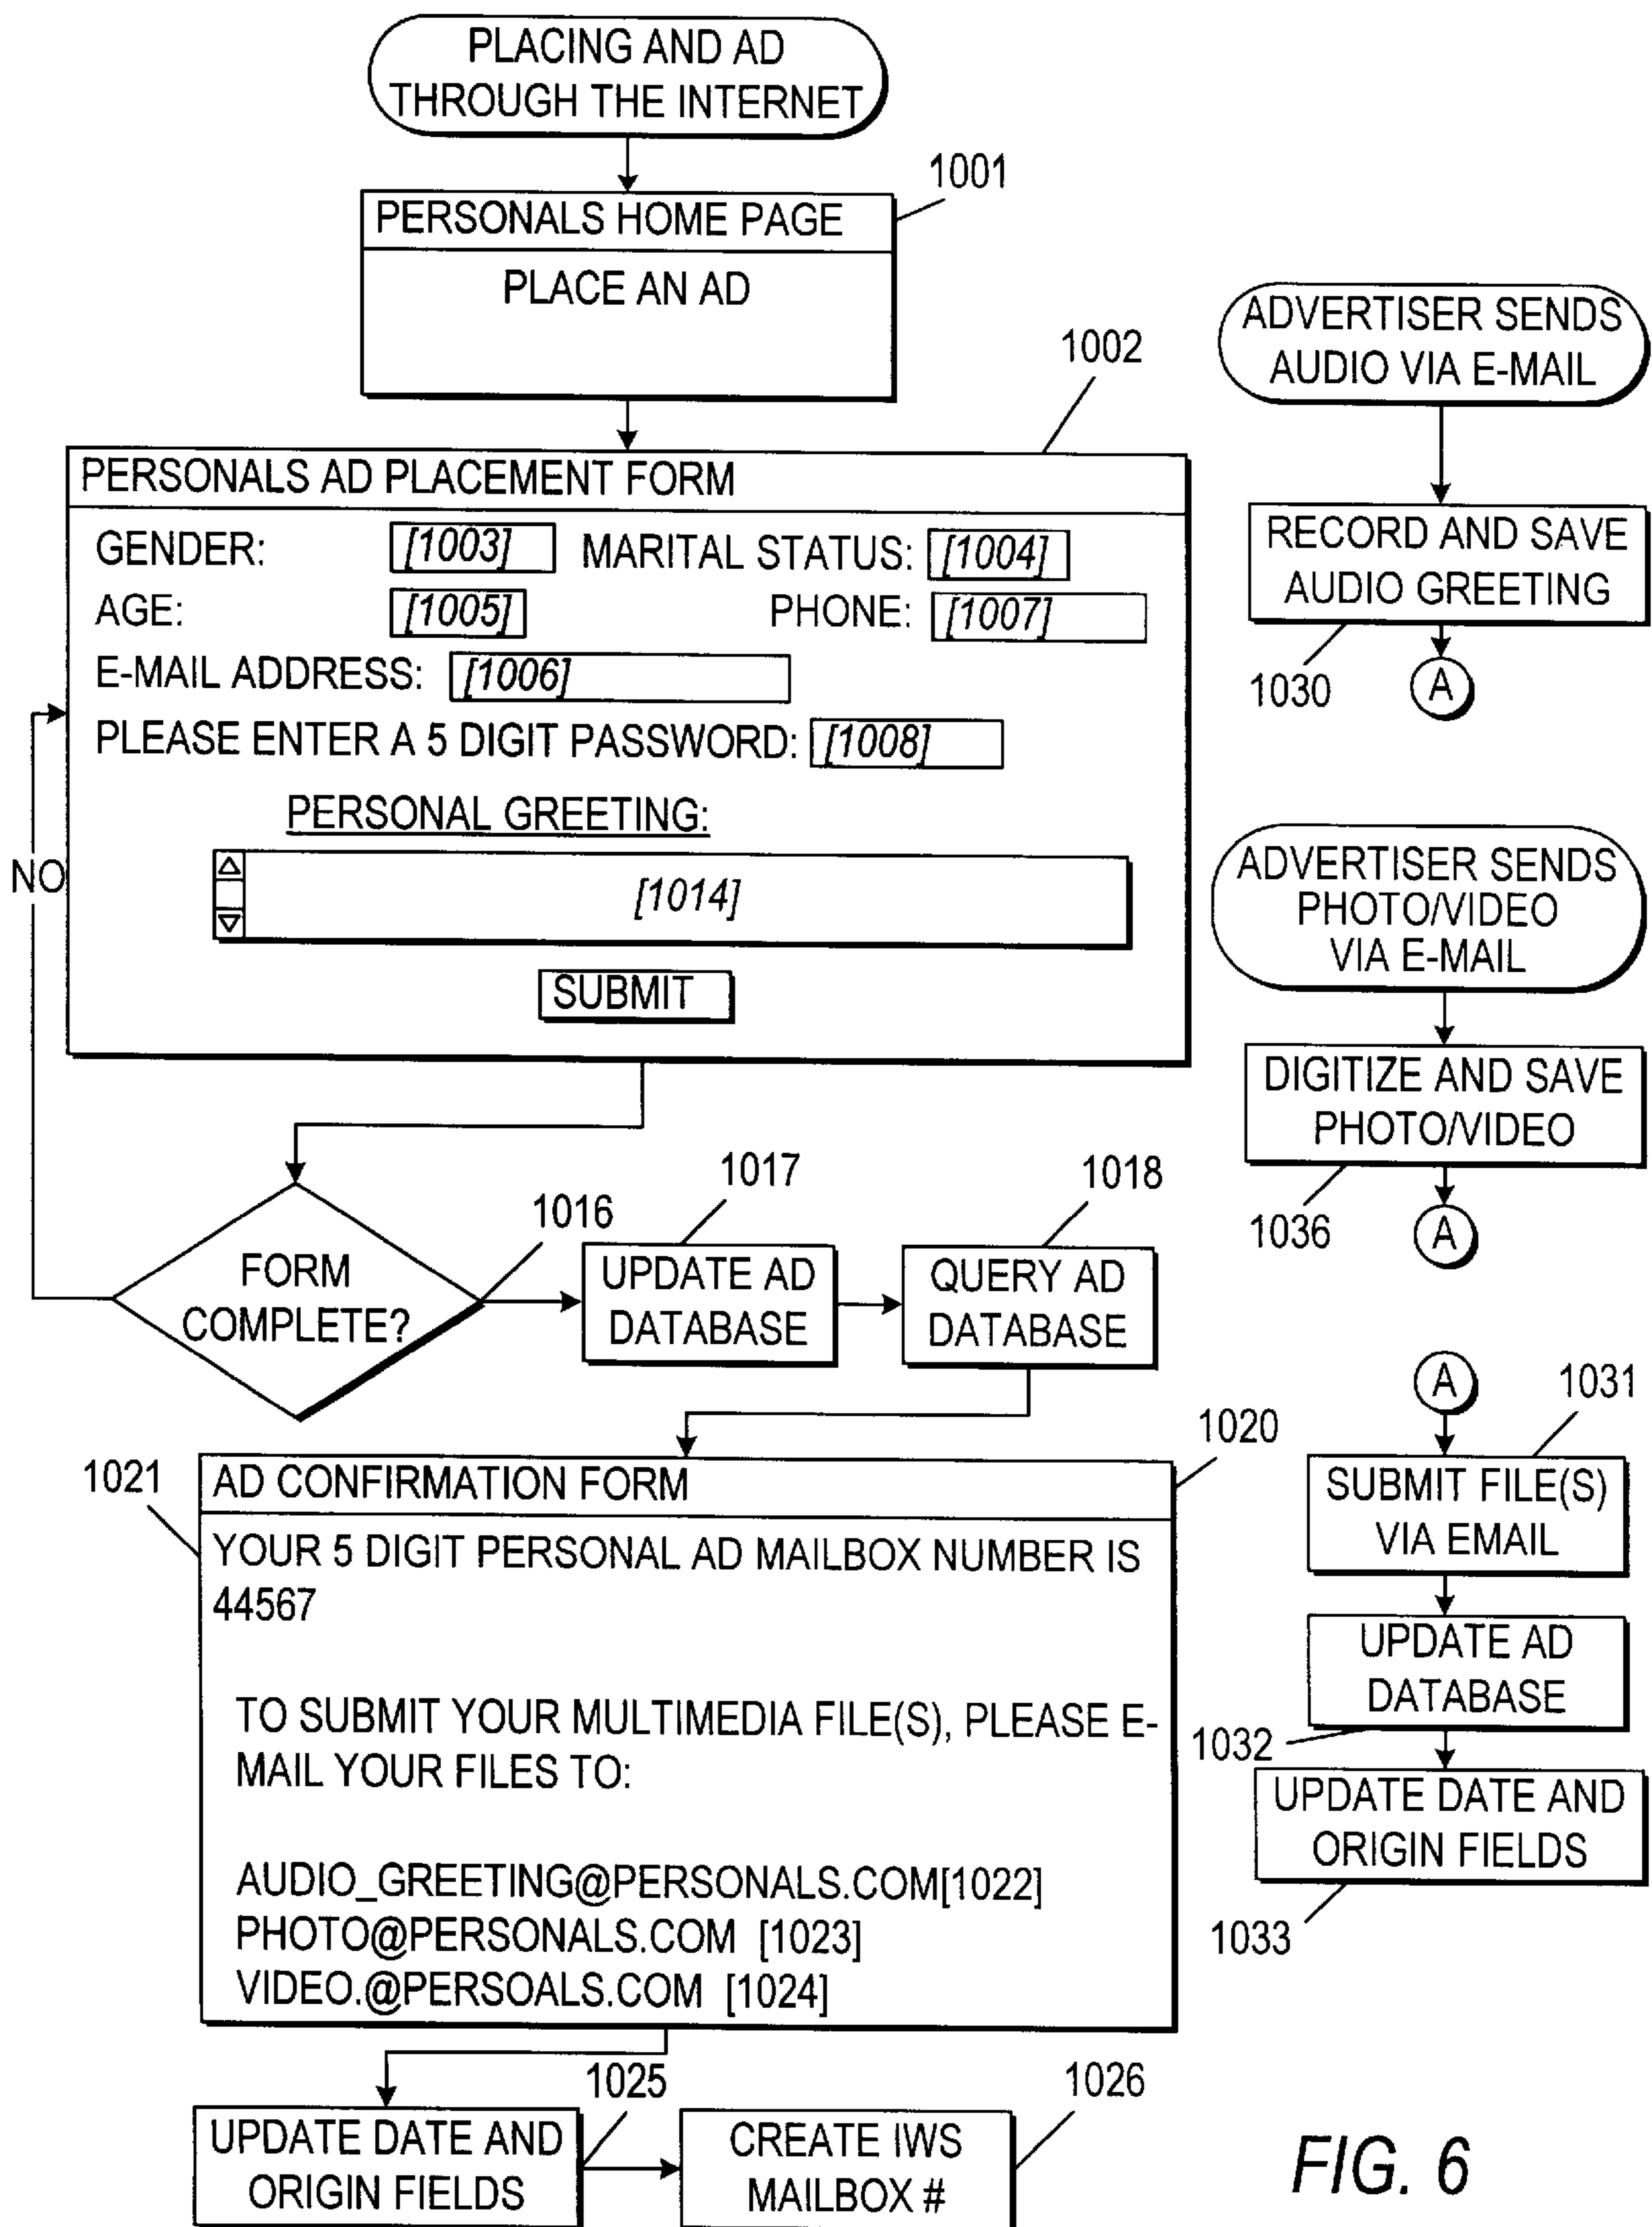 PLACING AND AD
THROUGH THE INTERNET
1001
PERSONALS HOME PAGE
PLACE AN AD
1002
PERSONALS AD PLACEMENT FORM
GENDER: [1003] MARITAL STATUS: [1004]
AGE: [1005] PHONE: [1007]
E-MAIL ADDRESS: [1006]
PLEASE ENTER A 5 DIGIT PASSWORD: [1008]
PERSONAL GREETING:
[1014]
SUBMIT
NO
FORM
COMPLETE?
1016
1017
UPDATE AD
DATABASE
1018
QUERY AD
DATABASE
1020
1021
AD CONFIRMATION FORM
YOUR 5 DIGIT PERSONAL AD MAILBOX NUMBER IS
44567
TO SUBMIT YOUR MULTIMEDIA FILE(S), PLEASE E-
MAIL YOUR FILES TO:
AUDIO_GREETING@PERSONALS.COM[1022]
PHOTO@PERSONALS.COM [1023]
VIDEO.@PERSOALS.COM [1024]
1025
UPDATE DATE AND
ORIGIN FIELDS
1026
CREATE IWS
MAILBOX #
ADVERTISER SENDS
AUDIO VIA E-MAIL
RECORD AND SAVE
AUDIO GREETING
1030
A
ADVERTISER SENDS
PHOTO/VIDEO
VIA E-MAIL
DIGITIZE AND SAVE
PHOTO/VIDEO
1036
A
A
1031
SUBMIT FILE(S)
VIA EMAIL
UPDATE AD
DATABASE
1032
UPDATE DATE AND
ORIGIN FIELDS
1033
FIG. 6